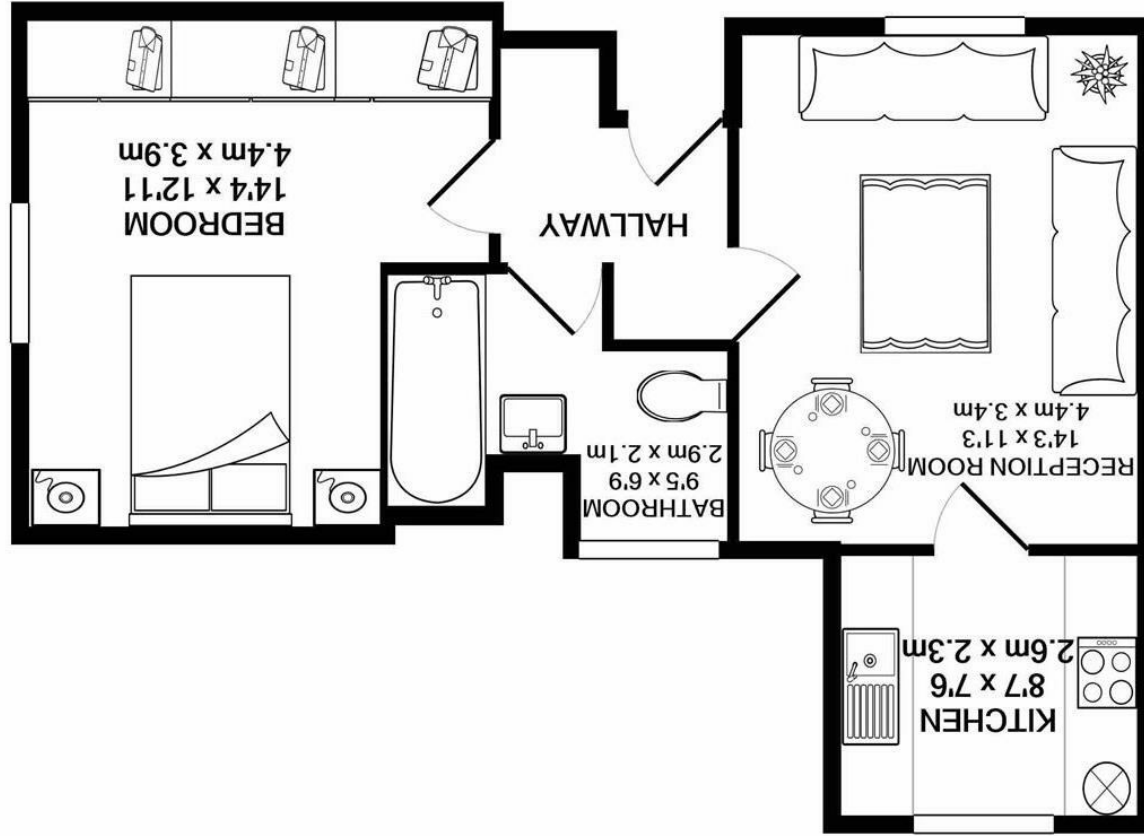 KITCHEN
8'7 x 7'6
2.6m x 2.3m
RECEPTION ROOM
14'3 x 11'3
4.4m x 3.4m
BATHROOM
9'5 x 6'9
2.9m x 2.1m
HALLWAY
BEDROOM
14'4 x 12'11
4.4m x 3.9m